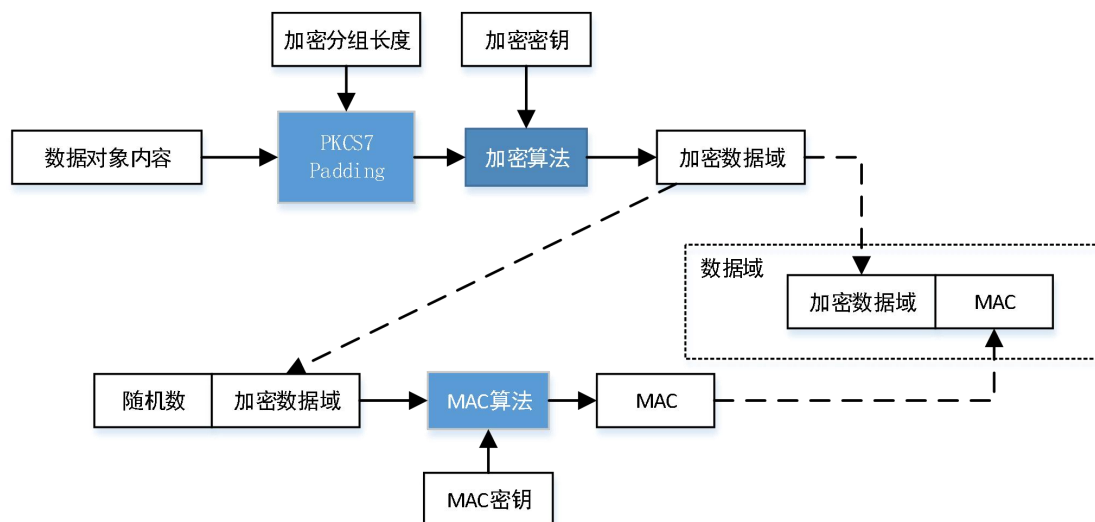 加密分组长度
加密密钥
数据对象内容
PKCS7
Padding
加密算法
加密数据域
数据域
加密数据域
MAC
随机数
加密数据域
MAC算法
MAC
MAC密钥